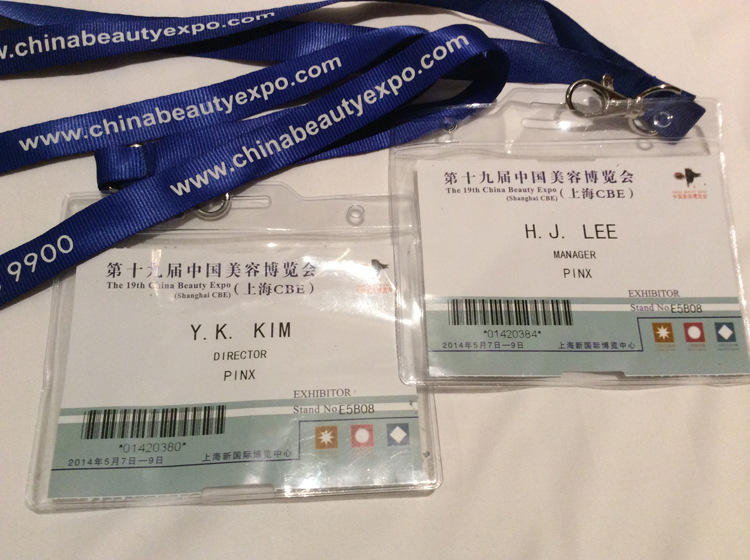 w.chinabeautyexpo.com
www.chinabeautyexpo.com
www.chinabeautyexpo.com
9900
第十九届中国美容博览会
The 19th China Beauty Expo (上海CBE)
(Shanghai CBE)
Y. K. KIM
DIRECTOR
PINX
EXHIBITOR
Stand No E5B08
*01420380*
2014年5月7日—9日 上海新国际博览中心
第十九届中国美容博览会
The 19th China Beauty Expo (上海CBE)
(Shanghai CBE)
H. J. LEE
MANAGER
PINX
EXHIBITOR
Stand No E5B08
*01420384*
2014年5月7日—9日 上海新国际博览中心